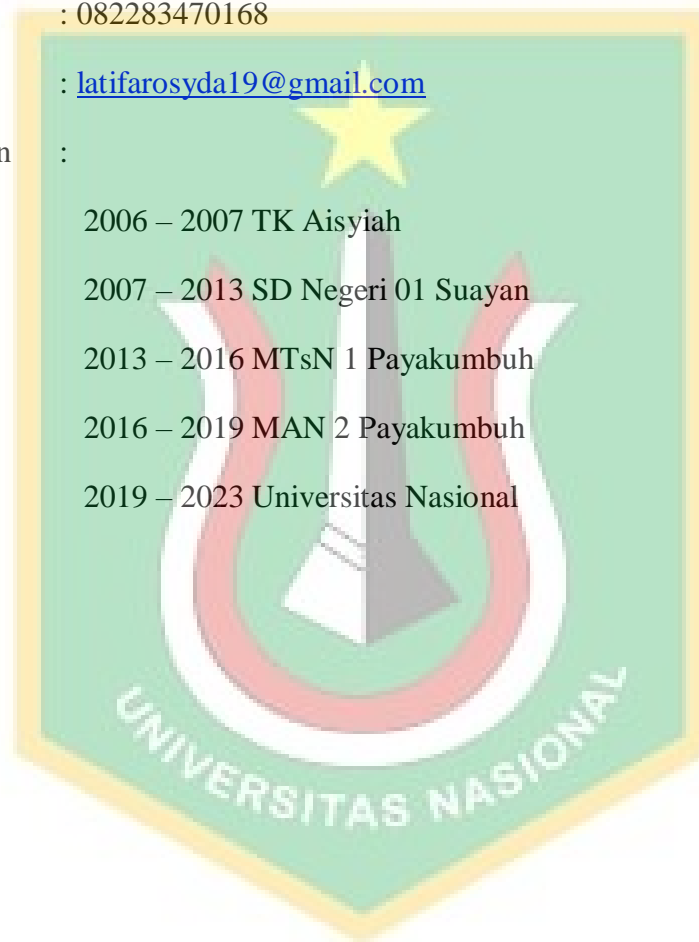 : 082283470168
: latifarosyda19@gmail.com
n :
2006 – 2007 TK Aisyiah
2007 – 2013 SD Negeri 01 Suayan
2013 – 2016 MTsN 1 Payakumbuh
2016 – 2019 MAN 2 Payakumbuh
2019 – 2023 Universitas Nasional
UNIVERSITAS NASIONAL